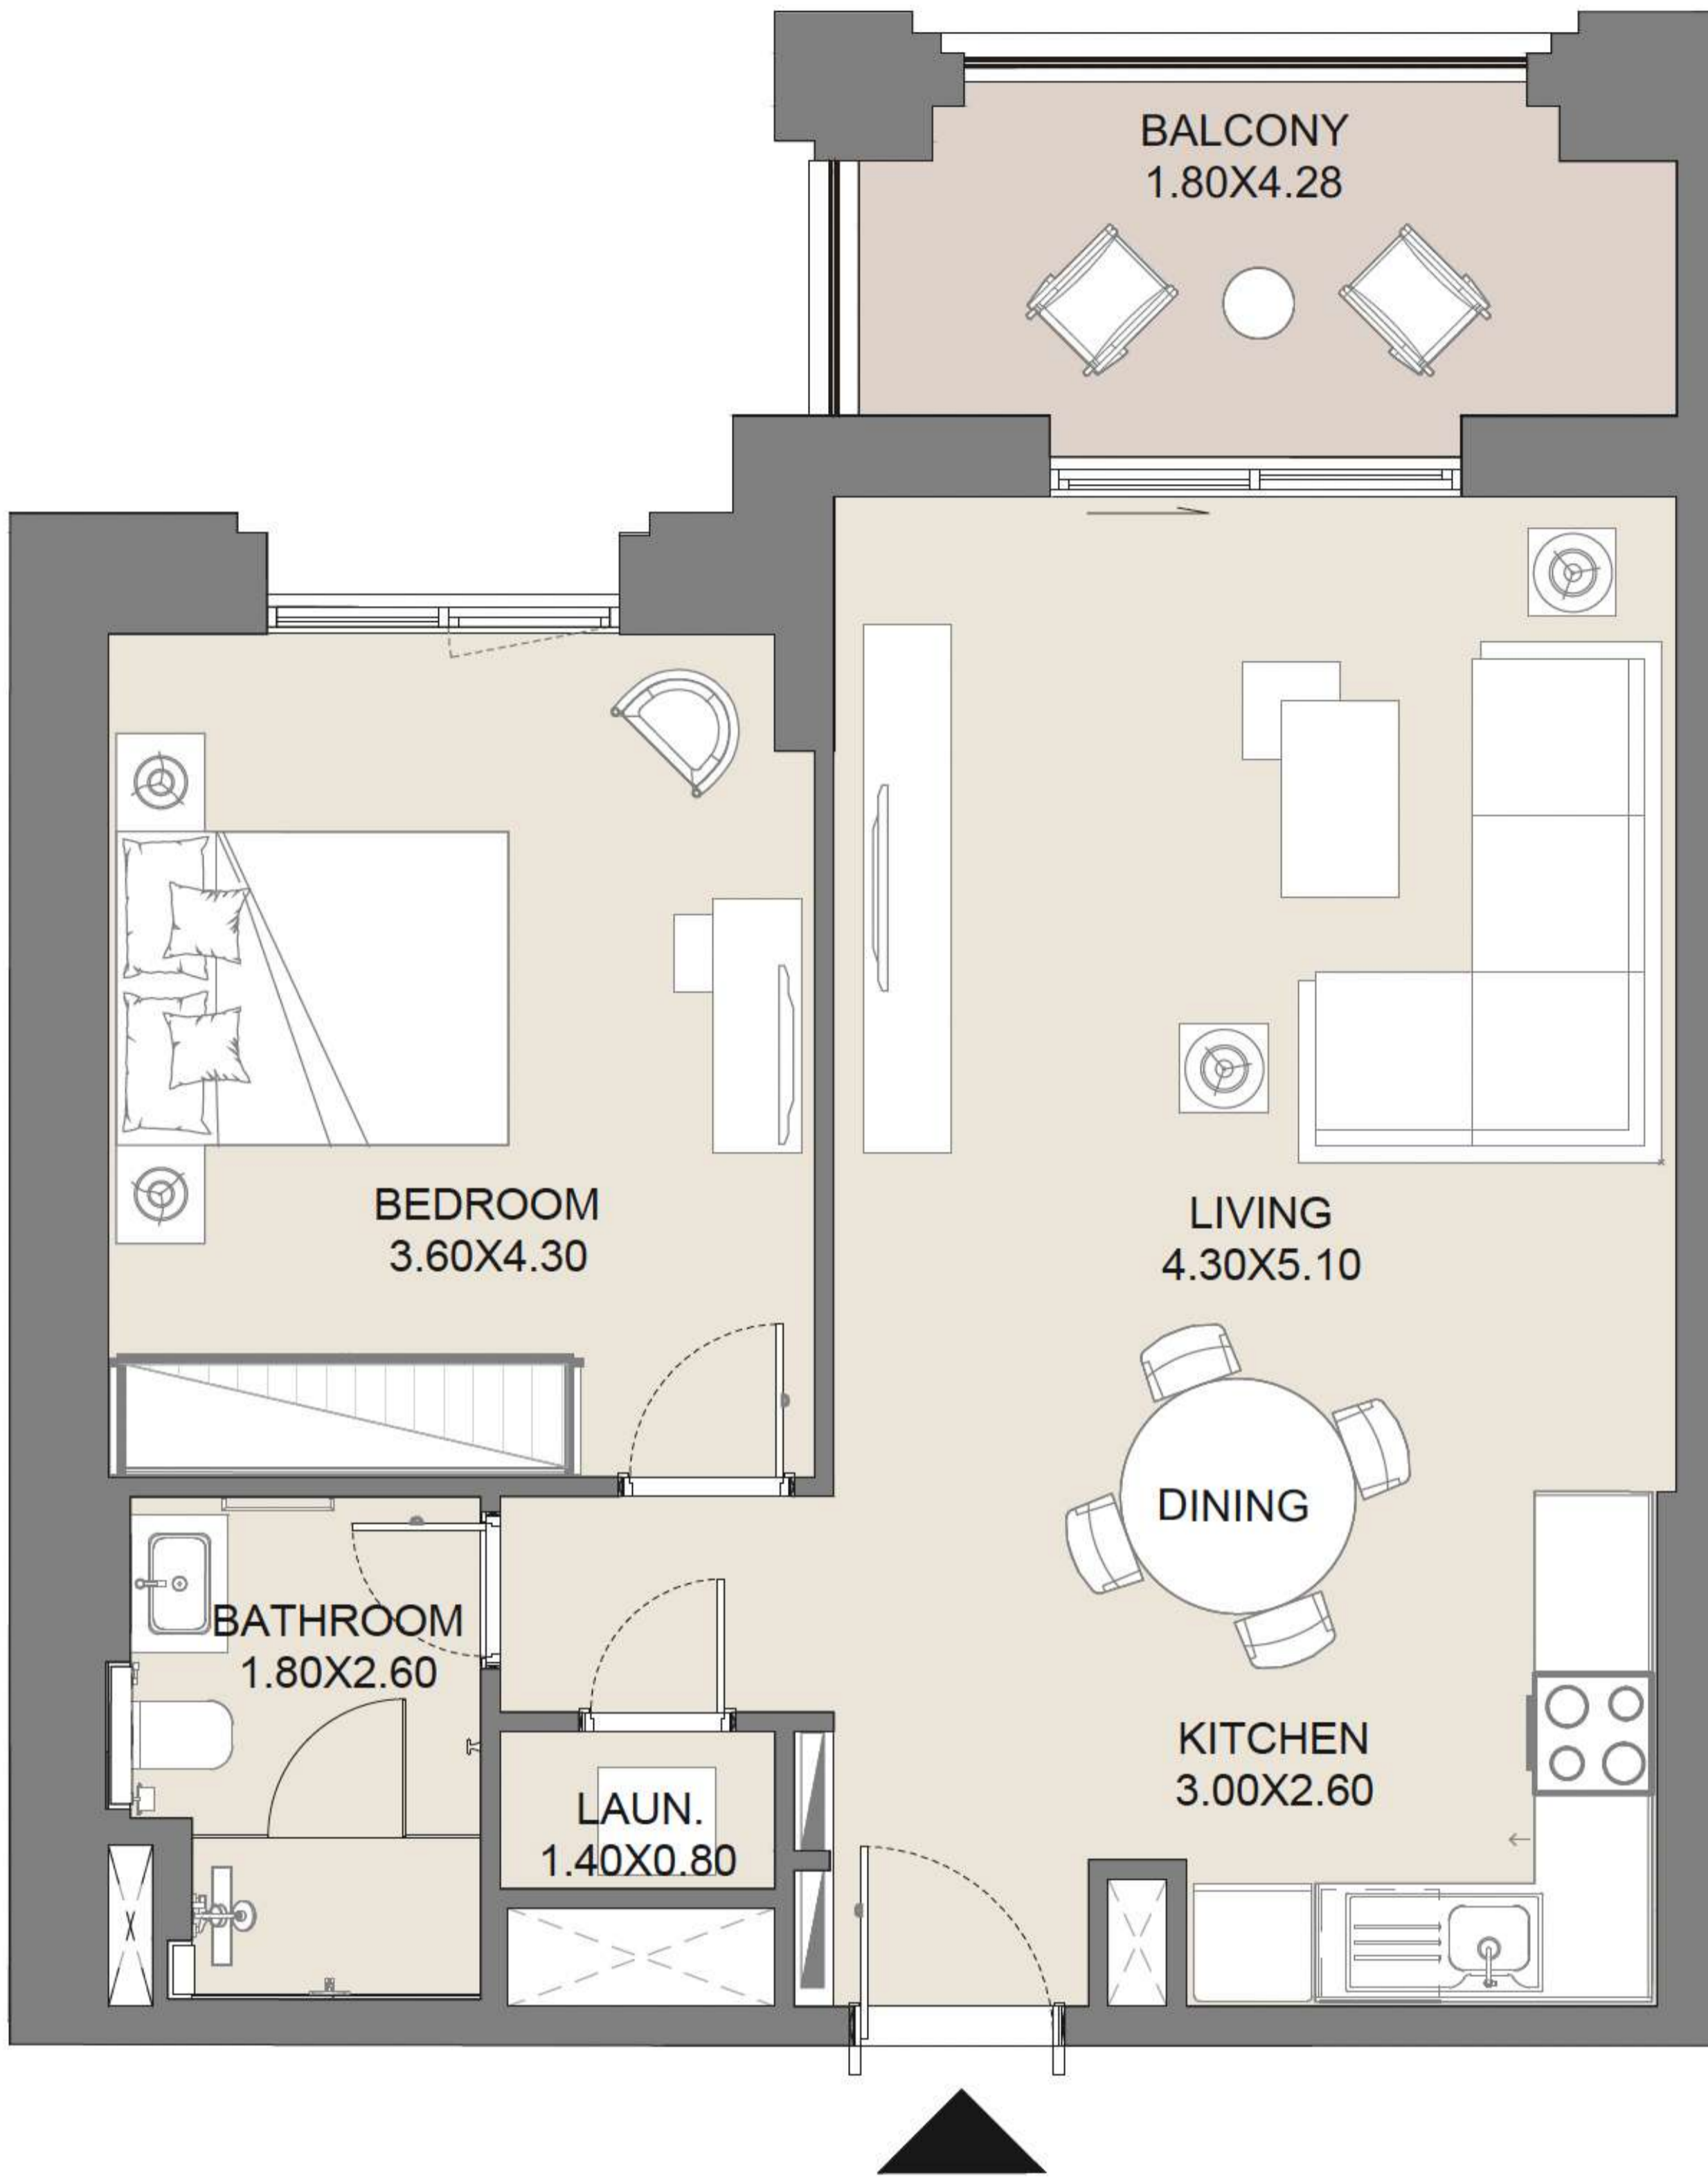 BALCONY
1.80X4.28
BEDROOM
3.60X4.30
LIVING
4.30X5.10
DINING
BATHROOM
1.80X2.60
KITCHEN
3.00X2.60
LAUN.
1.40X0.80